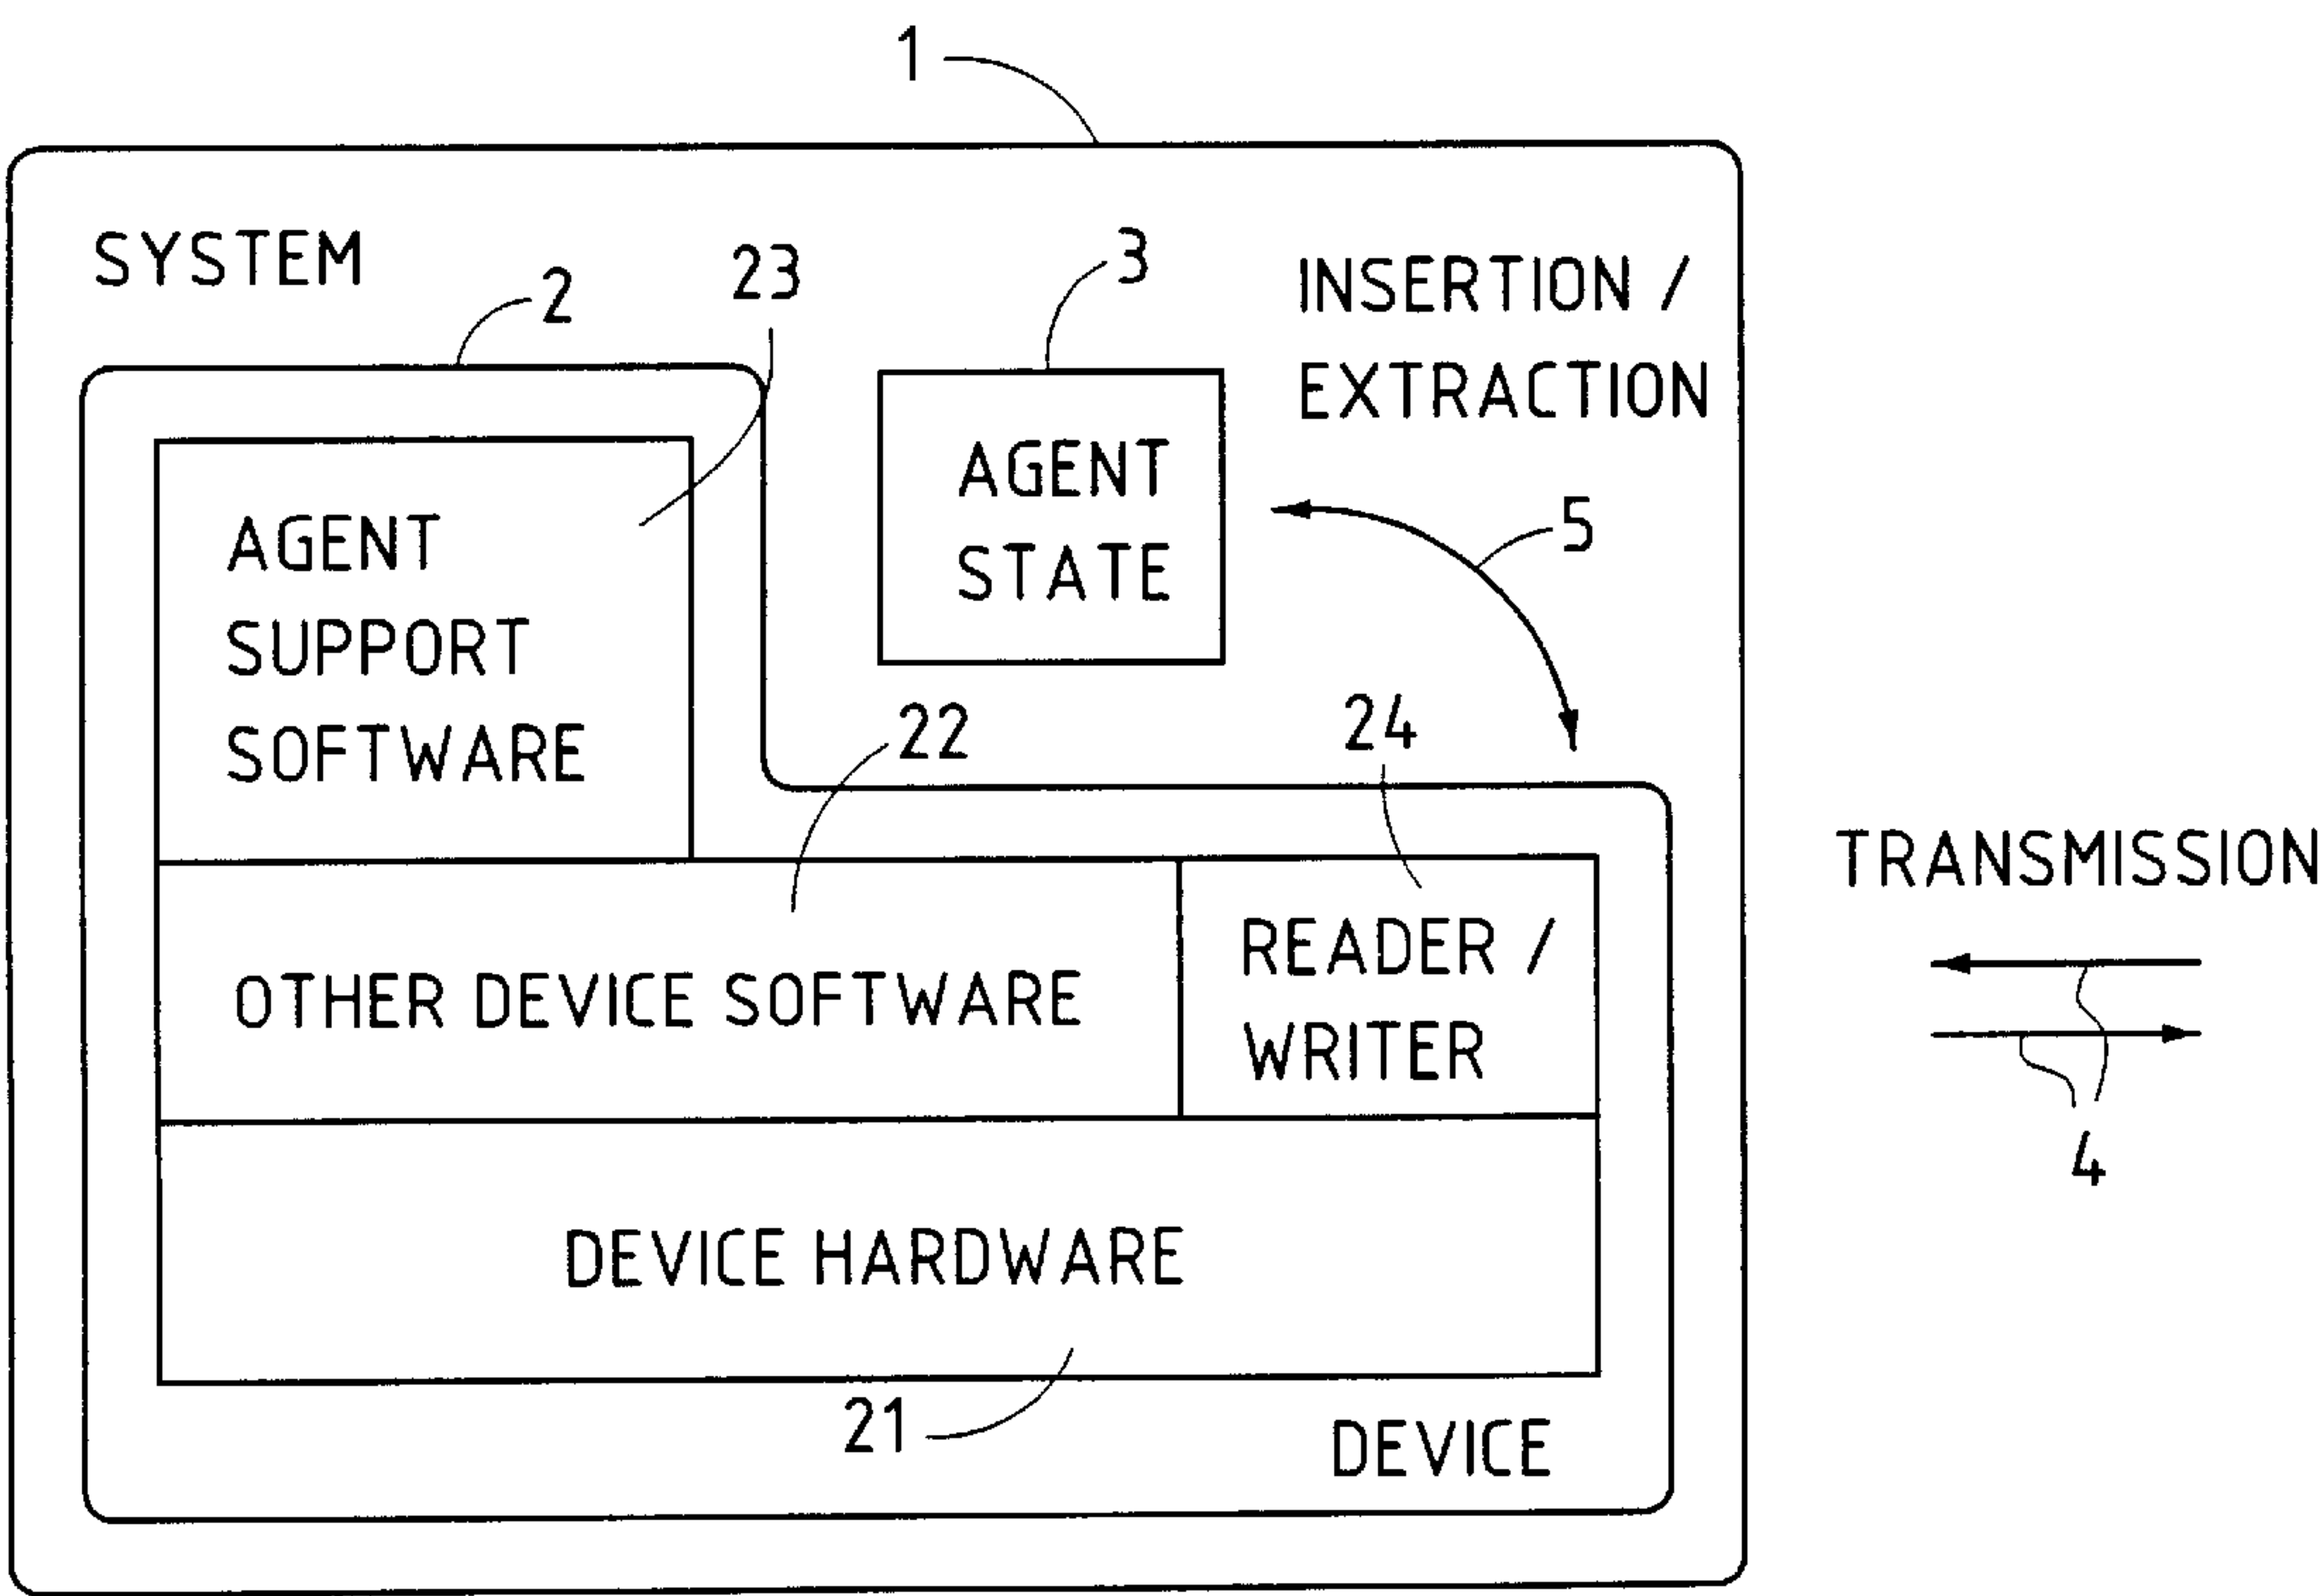 1
SYSTEM
23
3
INSERTION /
EXTRACTION
2
AGENT
STATE
5
AGENT
SUPPORT
SOFTWARE
22
24
TRANSMISSION
OTHER DEVICE SOFTWARE
READER /
WRITER
4
DEVICE HARDWARE
21
DEVICE